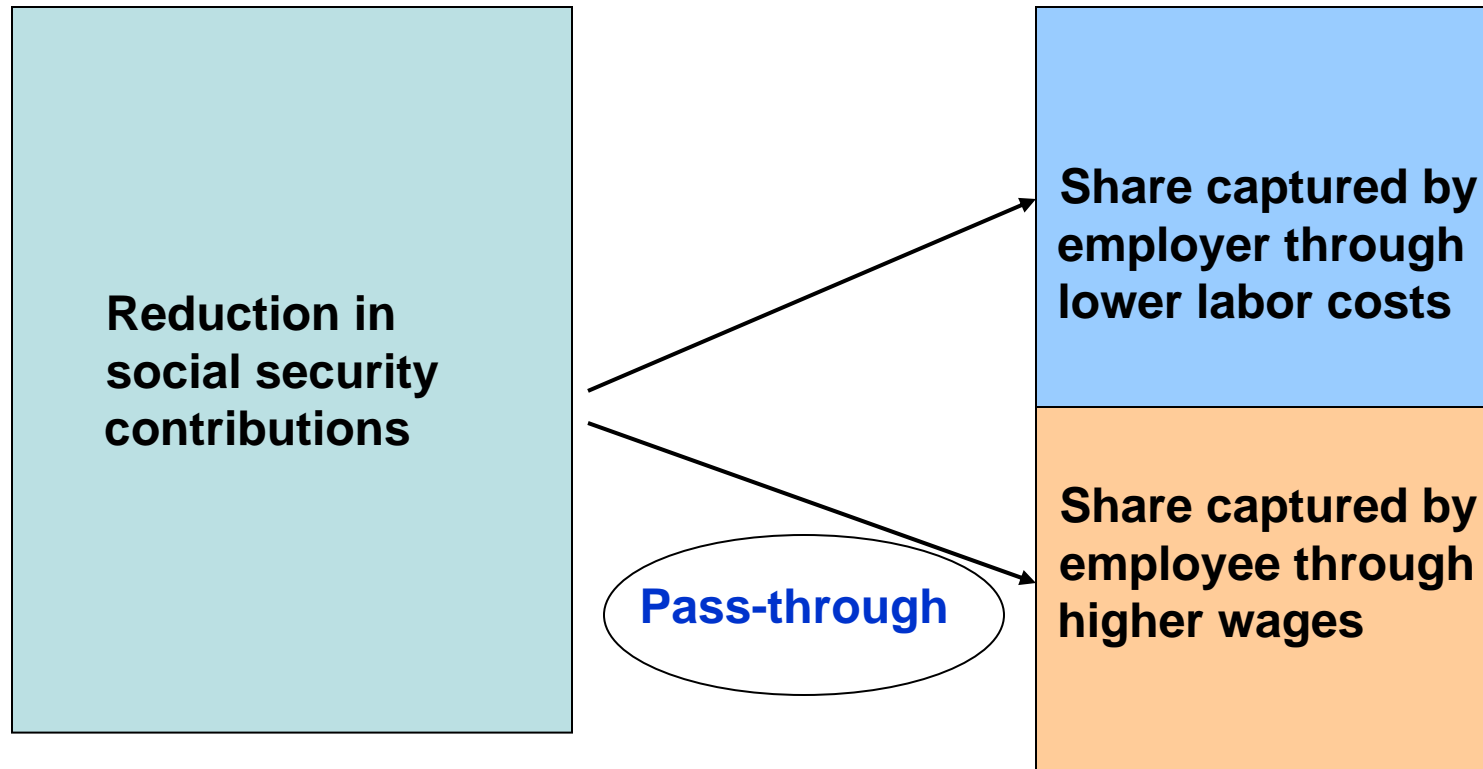 Reduction in
social security
contributions
Share captured by
employer through
lower labor costs
Pass-through
Share captured by
employee through
higher wages